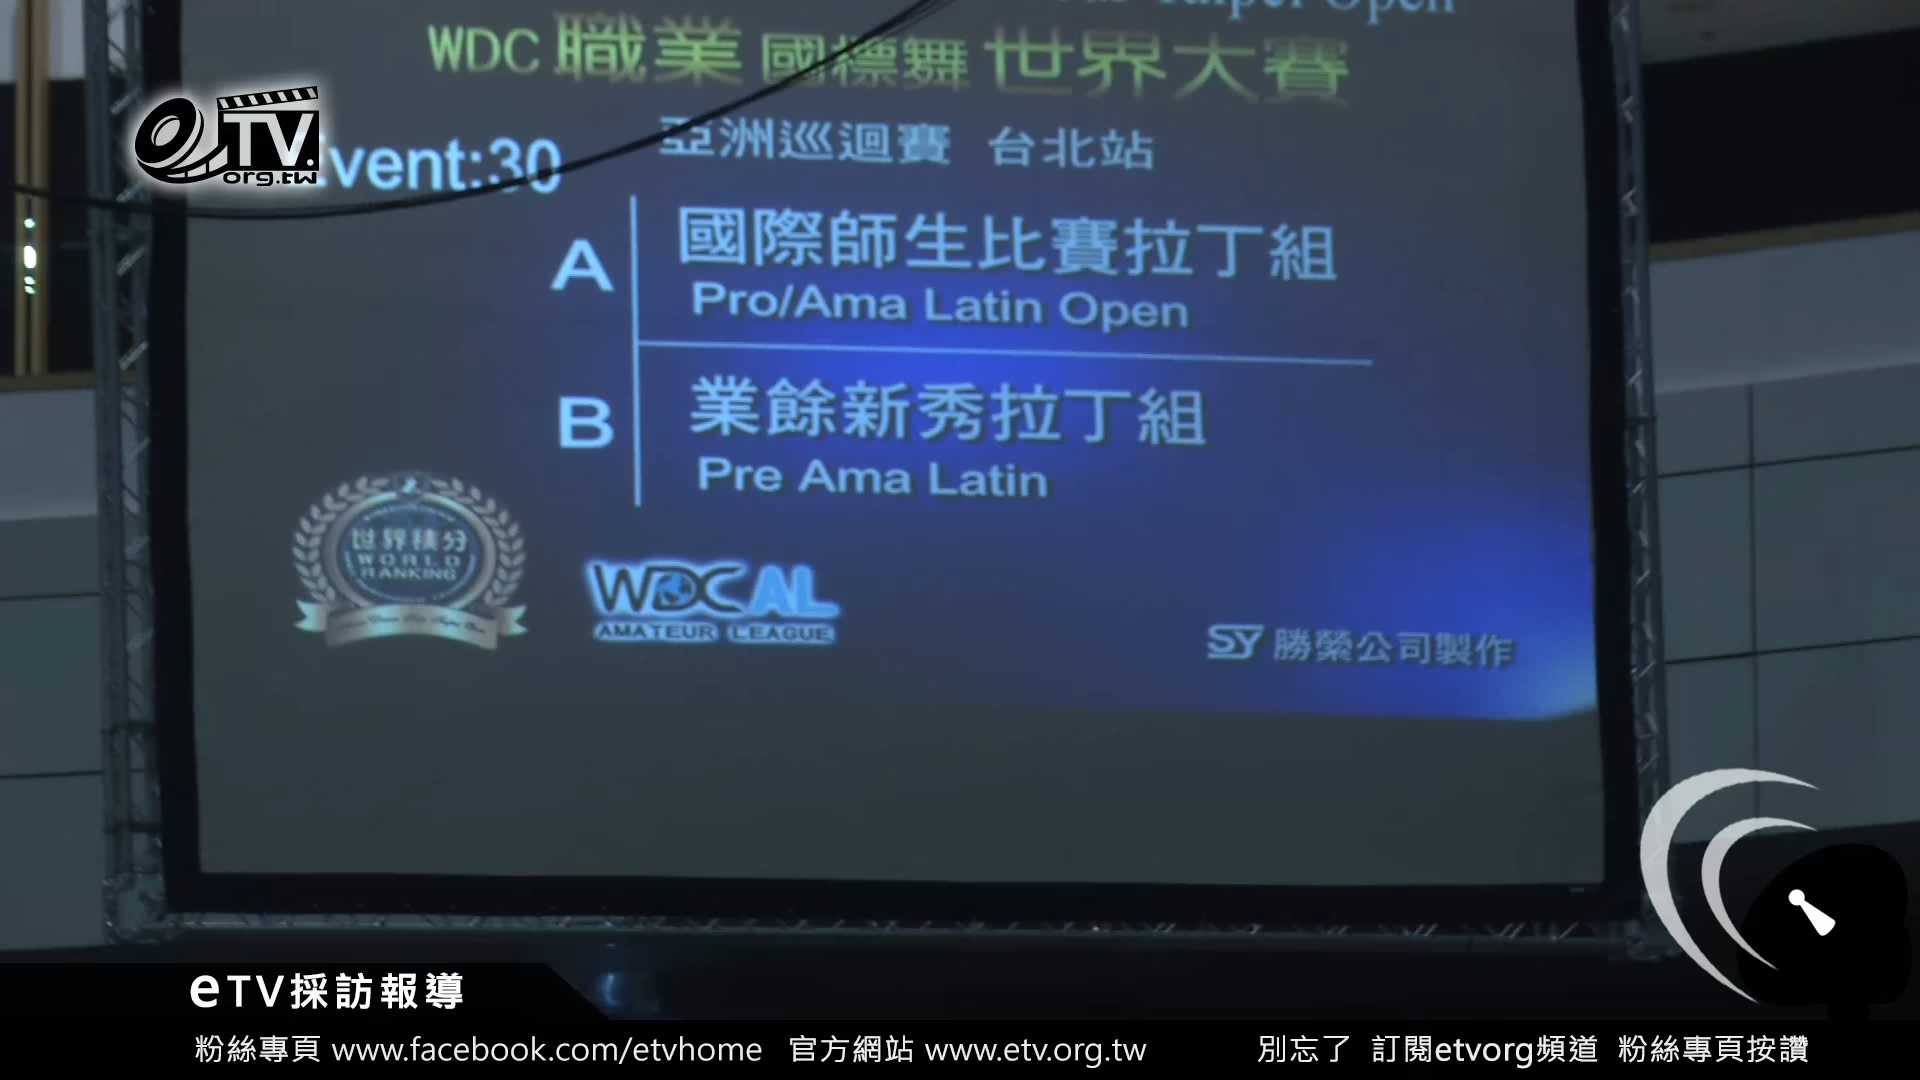 Taipei Open
WDC 職業 國標舞 世界大賽
eTV.org.tw
Event:30
亞洲巡迴賽 台北站
A
國際師生比賽拉丁組
Pro/Ama Latin Open
B
業餘新秀拉丁組
Pre Ama Latin
世界積分
WORLD
RANKING
WDC AL
AMATEUR LEAGUE
SY 勝縈公司製作
eTV採訪報導
粉絲專頁 www.facebook.com/etvhome 官方網站 www.etv.org.tw 別忘了 訂閱etvorg頻道 粉絲專頁按讚